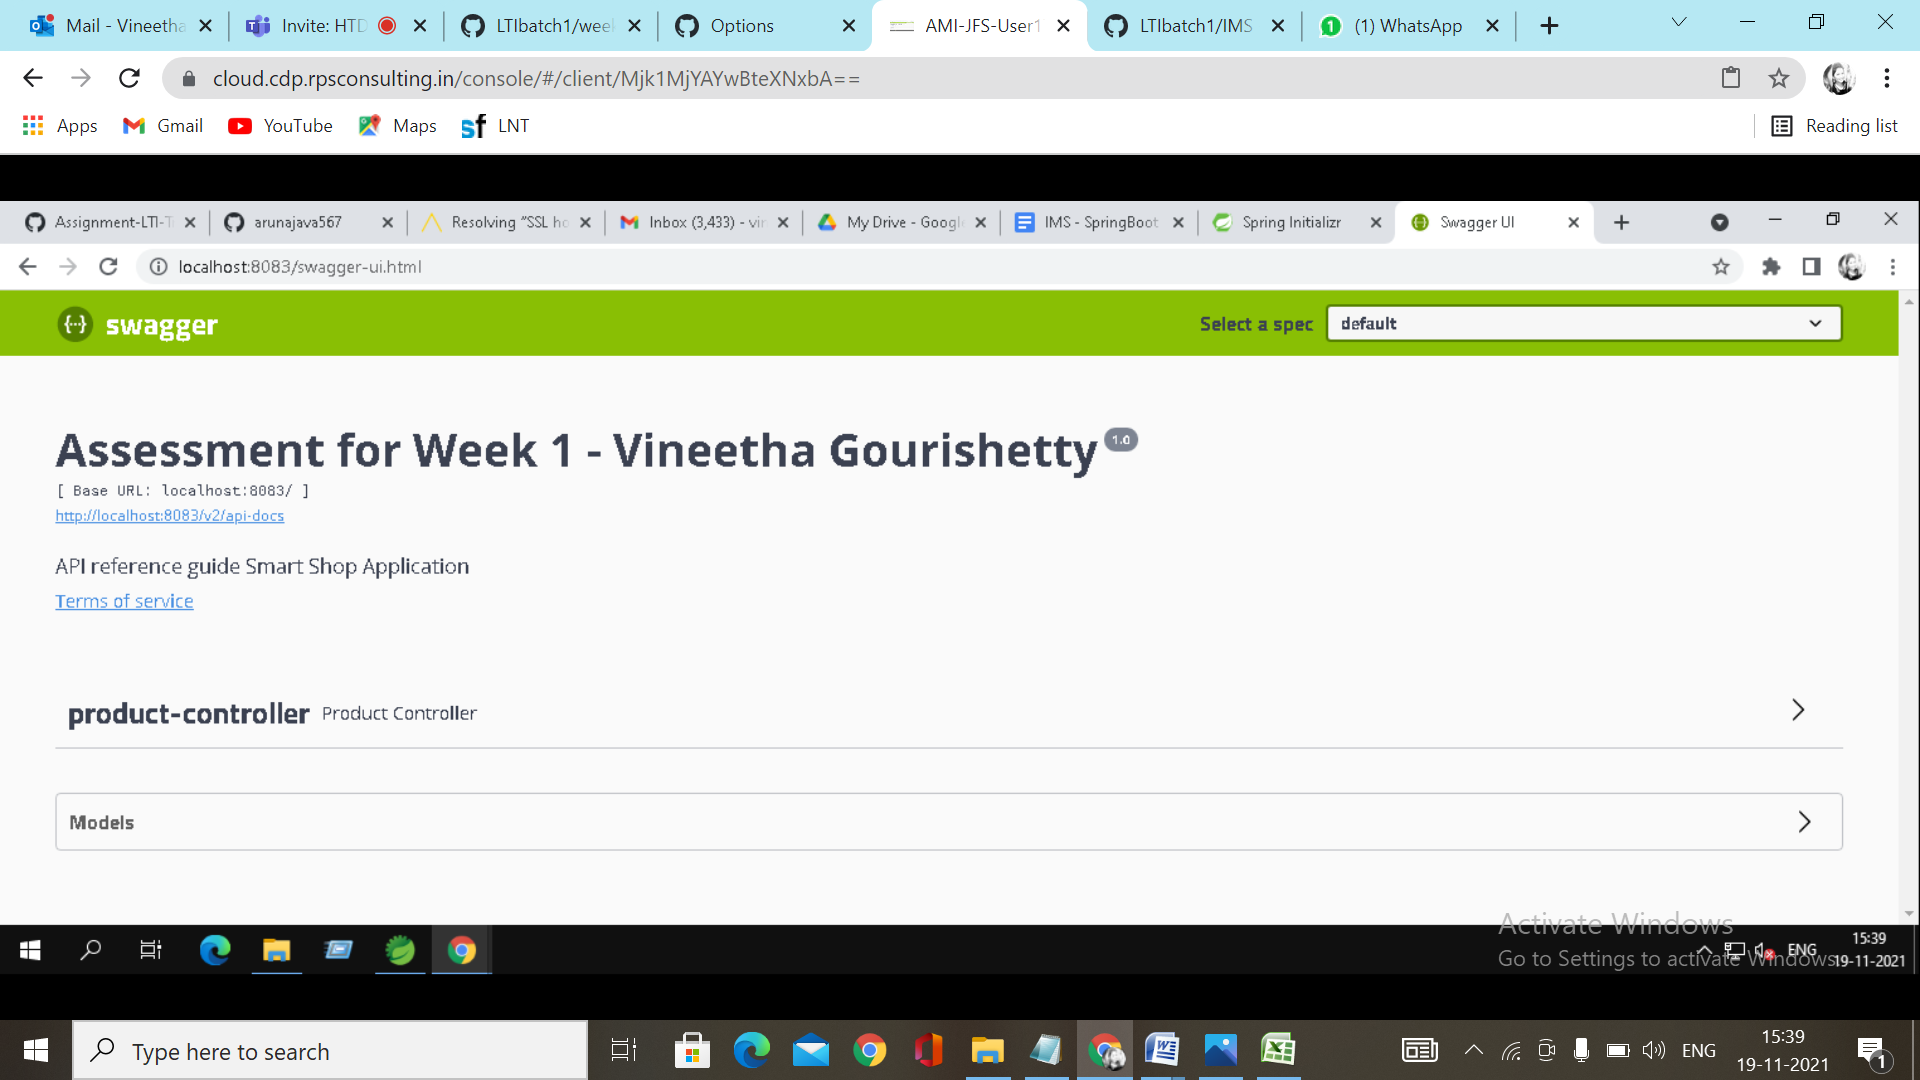 Mail - Vineetha
Invite: HTD
LTIbatch1/wee
Options
AMI-JFS-User1
LTIbatch1/IMS
(1) WhatsApp
cloud.cdp.rpsconsulting.in/console/#/client/Mjk1MjYAYwBteXNxbA==
Apps
Gmail
YouTube
Maps
LNT
Reading list
Assignment-LTI-T
arunajava567
Resolving “SSL ho
Inbox (3,433) - vir
My Drive - Google
IMS - SpringBoot
Spring Initializr
Swagger UI
localhost:8083/swagger-ui.html
swagger
Select a spec
default
Assessment for Week 1 - Vineetha Gourishetty 1.0
[ Base URL: localhost:8083/ ]
http://localhost:8083/v2/api-docs
API reference guide Smart Shop Application
Terms of service
product-controller Product Controller
Models
Activate Windows
Go to Settings to activate Windows
ENG
15:39
19-11-2021
Type here to search
ENG
15:39
19-11-2021
1